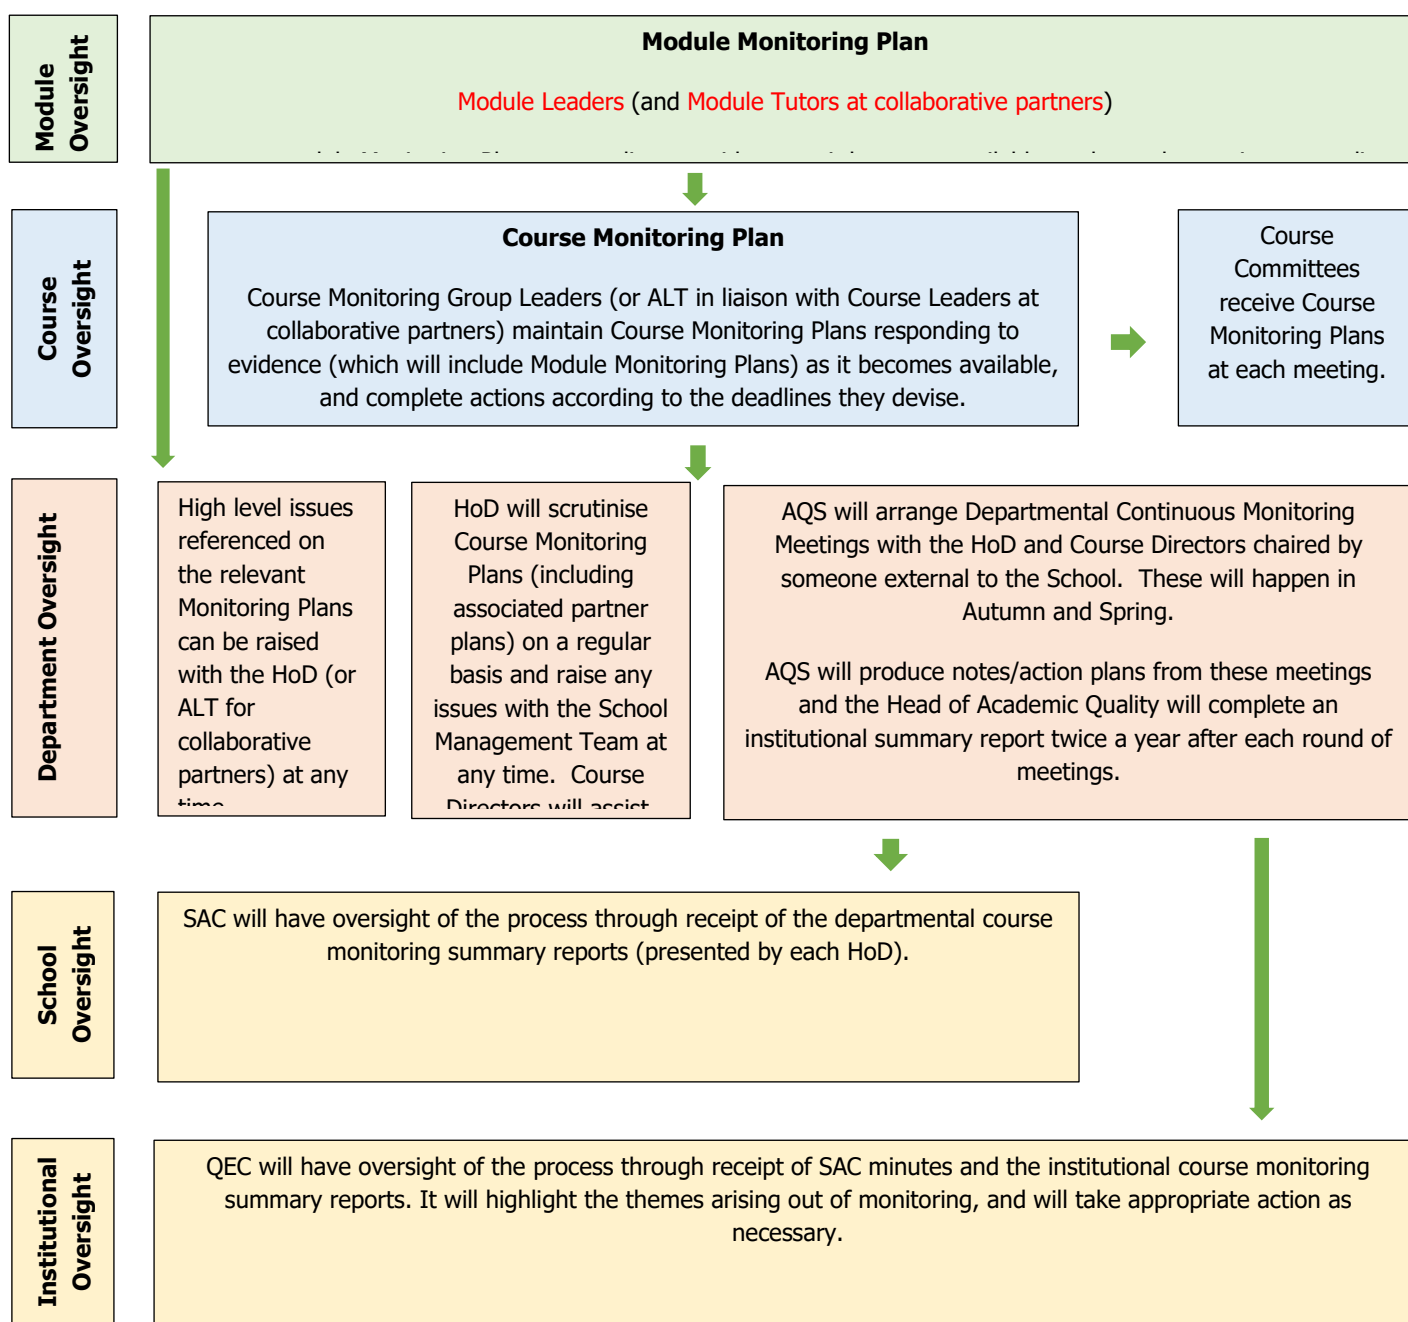 Module
Oversight
Module Monitoring Plan
Module Leaders (and Module Tutors at collaborative partners)
Course
Oversight
Course Monitoring Plan
Course Monitoring Group Leaders (or ALT in liaison with Course Leaders at
collaborative partners) maintain Course Monitoring Plans responding to
evidence (which will include Module Monitoring Plans) as it becomes available,
and complete actions according to the deadlines they devise.
Course
Committees
receive Course
Monitoring Plans
at each meeting.
Department Oversight
High level issues
referenced on
the relevant
Monitoring Plans
can be raised
with the HoD (or
ALT for
collaborative
partners) at any
time
HoD will scrutinise
Course Monitoring
Plans (including
associated partner
plans) on a regular
basis and raise any
issues with the School
Management Team at
any time.  Course
Directors will assist
AQS will arrange Departmental Continuous Monitoring
Meetings with the HoD and Course Directors chaired by
someone external to the School.  These will happen in
Autumn and Spring.
AQS will produce notes/action plans from these meetings
and the Head of Academic Quality will complete an
institutional summary report twice a year after each round of
meetings.
School
Oversight
SAC will have oversight of the process through receipt of the departmental course
monitoring summary reports (presented by each HoD).
Institutional
Oversight
QEC will have oversight of the process through receipt of SAC minutes and the institutional course monitoring
summary reports. It will highlight the themes arising out of monitoring, and will take appropriate action as
necessary.